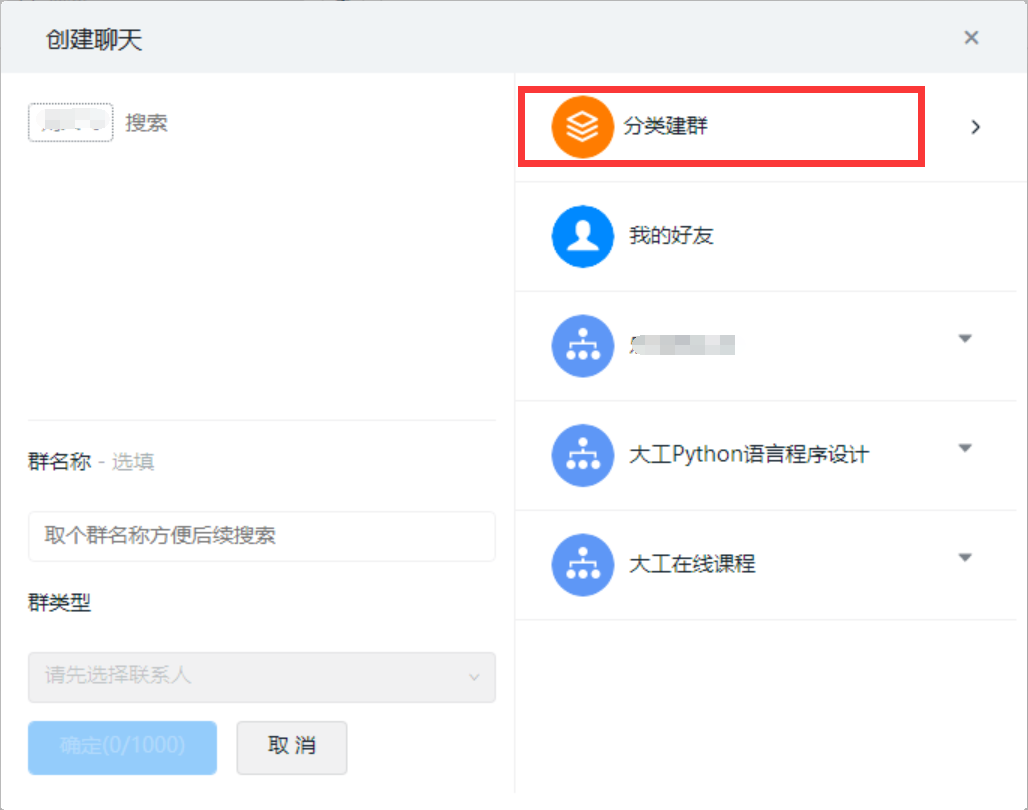 创建聊天
搜索
群名称 - 选填
取个群名称方便后续搜索
群类型
请先选择联系人
确定(0/1000)
取 消
分类建群
我的好友
大工Python语言程序设计
大工在线课程